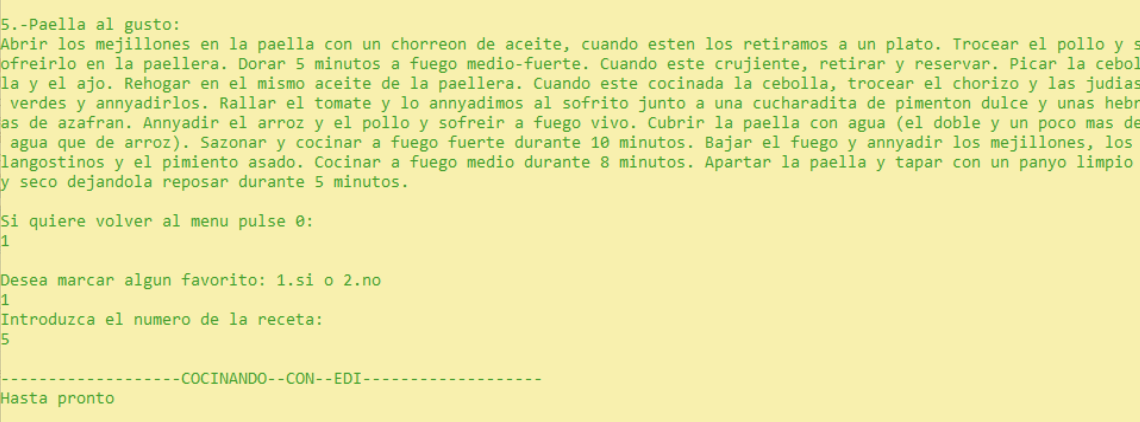 5.-Paella al gusto:
Abrir los mejillones en la paella con un chorreon de aceite, cuando esten los retiramos a un plato. Trocear el pollo y s
ofreirlo en la paellera. Dorar 5 minutos a fuego medio-fuerte. Cuando este crujiente, retirar y reservar. Picar la cebol
la y el ajo. Rehogar en el mismo aceite de la paellera. Cuando este cocinada la cebolla, trocear el chorizo y las judias
 verdes y annyadirlos. Rallar el tomate y lo annyadimos al sofrito junto a una cucharadita de pimenton dulce y unas hebr
as de azafran. Annyadir el arroz y el pollo y sofreir a fuego vivo. Cubrir la paella con agua (el doble y un poco mas de
 agua que de arroz). Sazonar y cocinar a fuego fuerte durante 10 minutos. Bajar el fuego y annyadir los mejillones, los
langostinos y el pimiento asado. Cocinar a fuego medio durante 8 minutos. Apartar la paella y tapar con un panyo limpio
y seco dejandola reposar durante 5 minutos.
Si quiere volver al menu pulse 0:
1
Desea marcar algun favorito: 1.si o 2.no
1
Introduzca el numero de la receta:
5
-------------------COCINANDO--CON--EDI-------------------
Hasta pronto